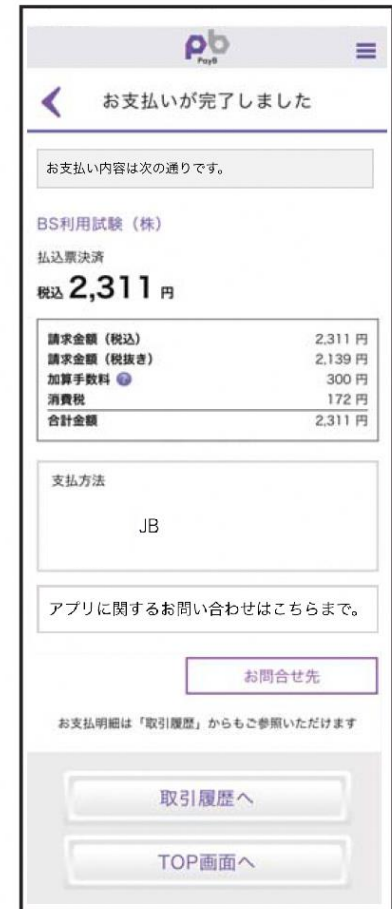 pb
PayB
お支払いが完了しました
お支払い内容は次の通りです。
BS利用試験（株）
払込票決済
税込 2,311 円
請求金額（税込） 2,311 円
請求金額（税抜き） 2,139 円
加算手数料 ? 300 円
消費税 172 円
合計金額 2,311 円
支払方法
JB
アプリに関するお問い合わせはこちらまで。
お問合せ先
お支払明細は「取引履歴」からもご参照いただけます
取引履歴へ
TOP画面へ